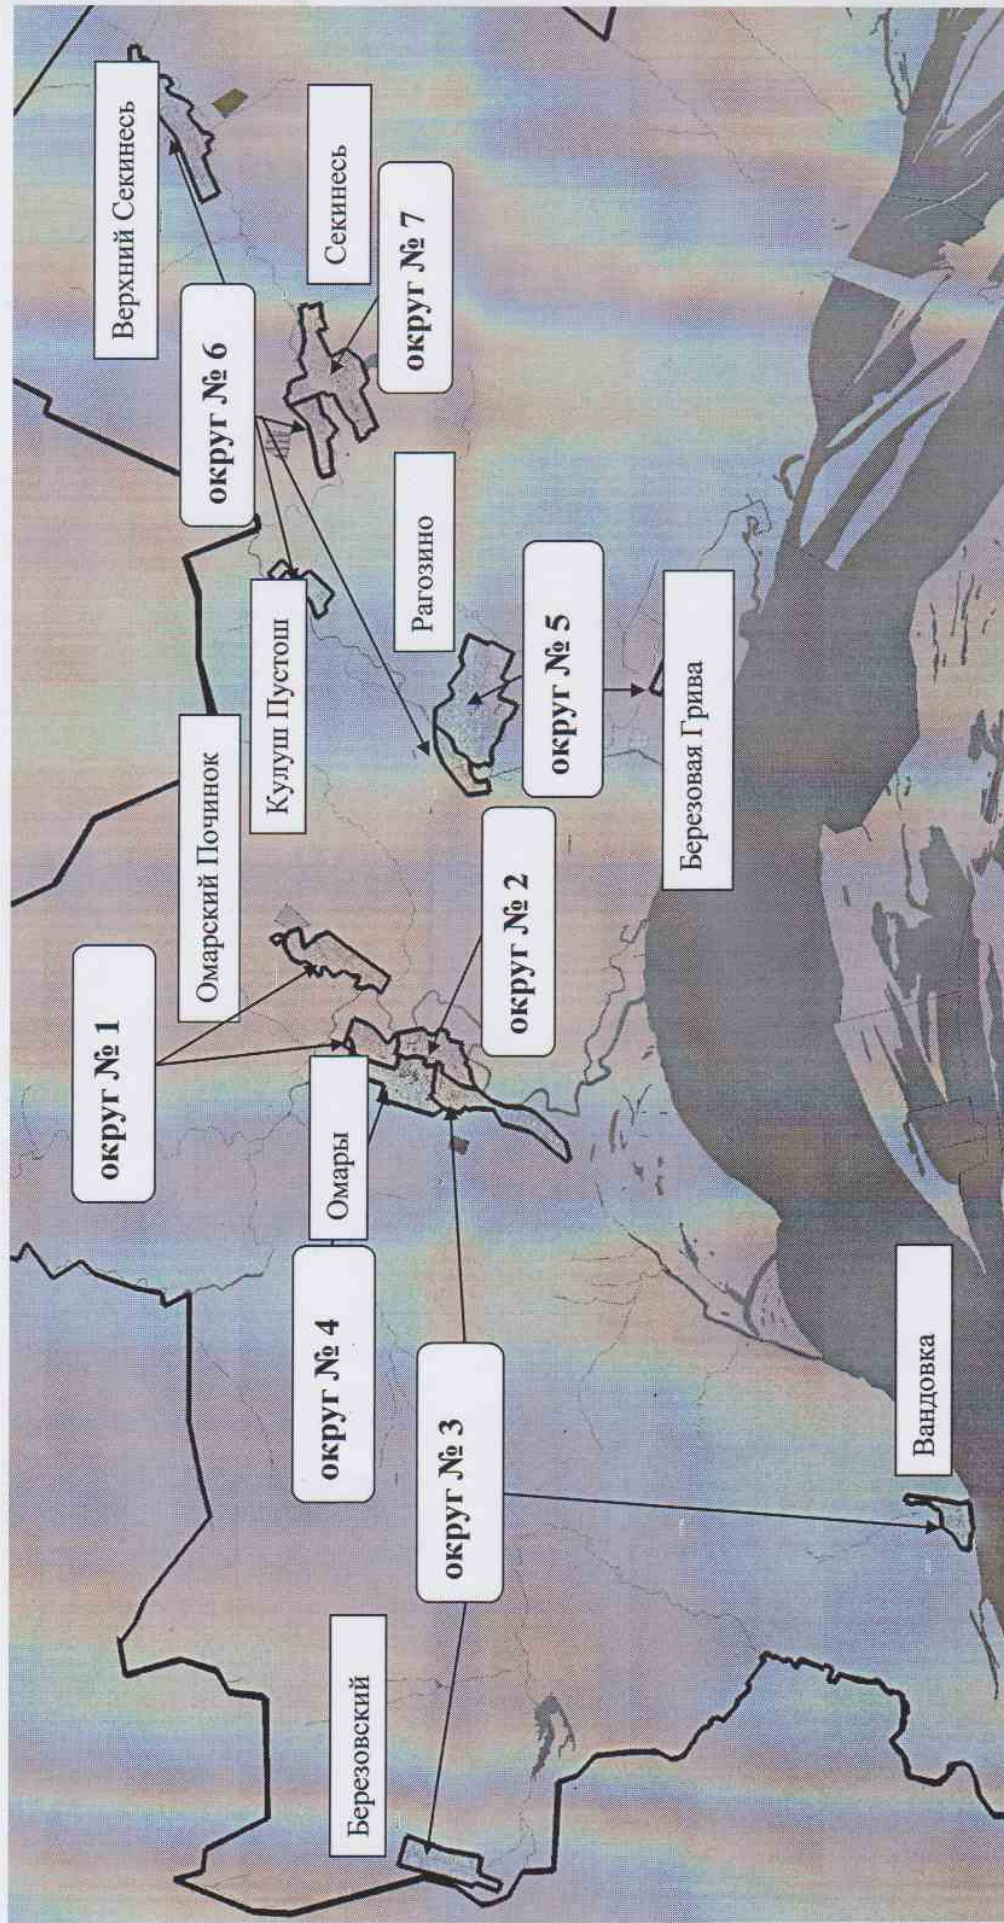 округ № 1
Верхний Секинесь
Омарский Починок
округ № 6
Кулуш Пустош
округ № 4
Омары
Секинесь
Березовский
округ № 7
Рагозино
округ № 3
округ № 2
округ № 5
Березовая Грива
Вандовка